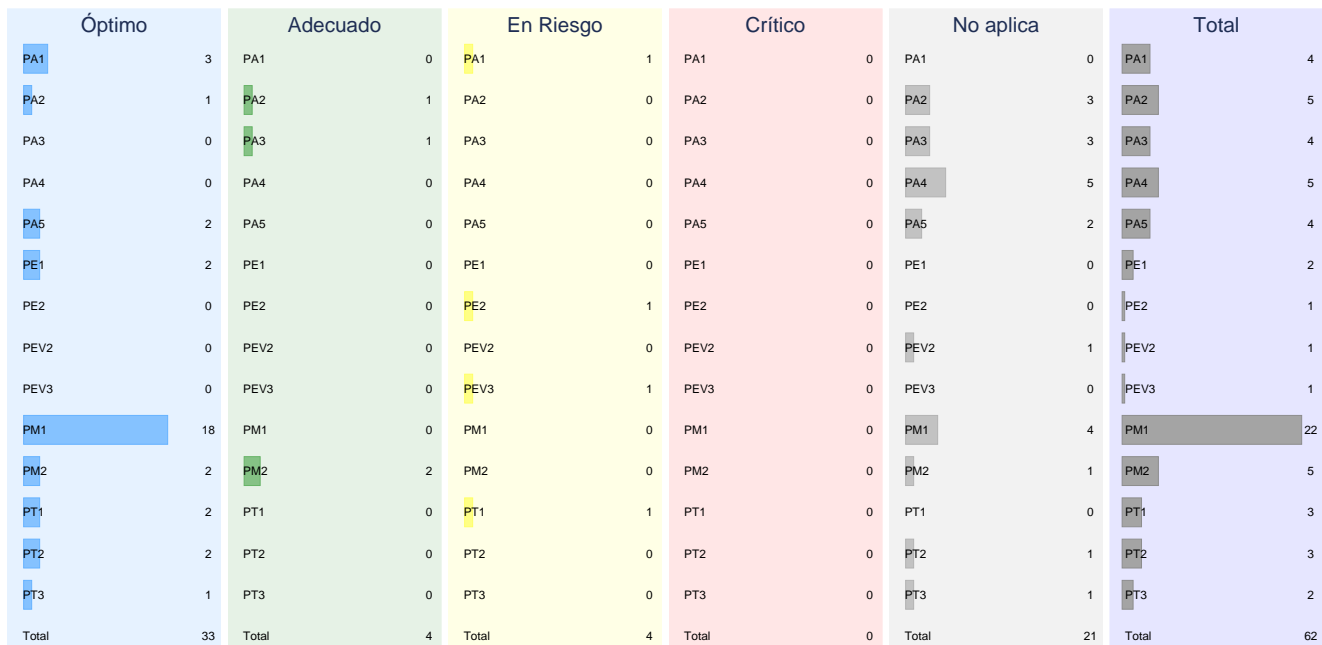 Óptimo Adecuado En Riesgo Crítico No aplica Total
PA1 3 PA1 0 PA1 1 PA1 0 PA1 0 PA1 4
PA2 1 PA2 1 PA2 0 PA2 0 PA2 3 PA2 5
PA3 0 PA3 1 PA3 0 PA3 0 PA3 3 PA3 4
PA4 0 PA4 0 PA4 0 PA4 0 PA4 5 PA4 5
PA5 2 PA5 0 PA5 0 PA5 0 PA5 2 PA5 4
PE1 2 PE1 0 PE1 0 PE1 0 PE1 0 PE1 2
PE2 0 PE2 0 PE2 1 PE2 0 PE2 0 PE2 1
PEV2 0 PEV2 0 PEV2 0 PEV2 0 PEV2 1 PEV2 1
PEV3 0 PEV3 0 PEV3 1 PEV3 0 PEV3 0 PEV3 1
PM1 18 PM1 0 PM1 0 PM1 0 PM1 4 PM1 22
PM2 2 PM2 2 PM2 0 PM2 0 PM2 1 PM2 5
PT1 2 PT1 0 PT1 1 PT1 0 PT1 0 PT1 3
PT2 2 PT2 0 PT2 0 PT2 0 PT2 1 PT2 3
PT3 1 PT3 0 PT3 0 PT3 0 PT3 1 PT3 2
Total 33 Total 4 Total 4 Total 0 Total 21 Total 62